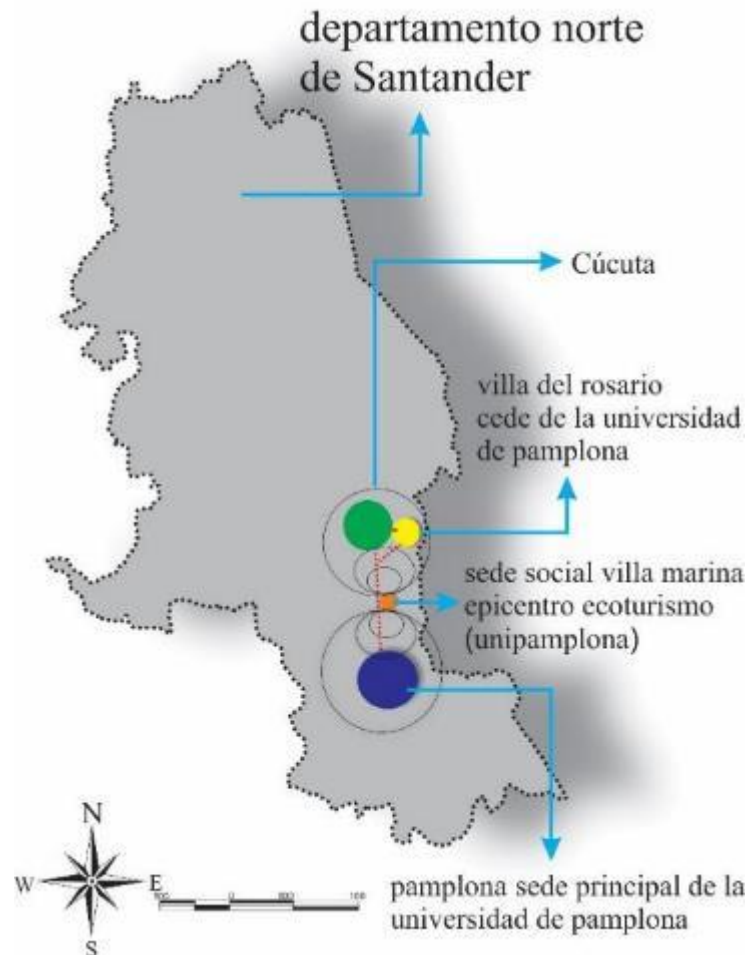 departamento norte
de Santander
Cúcuta
villa del rosario
cede de la universidad
de pamplona
sede social villa marina
epicentro ecoturismo
(unipamplona)
N
W
E
S
0
pamplona sede principal de la
universidad de pamplona